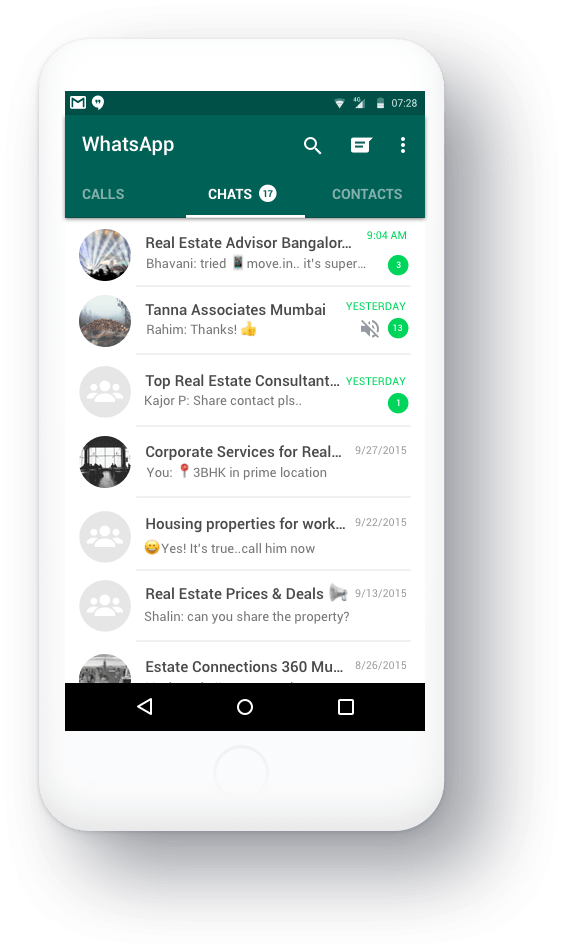 4G 07:28
WhatsApp
CALLS CHATS 17 CONTACTS
Real Estate Advisor Bangalor... 9:04 AM
Bhavani: tried 📱move.in.. it's super... 3
Tanna Associates Mumbai YESTERDAY
Rahim: Thanks! 👍 13
Top Real Estate Consultant... YESTERDAY
Kajor P: Share contact pls.. 1
Corporate Services for Real... 9/27/2015
You: 📍3BHK in prime location
Housing properties for work... 9/22/2015
😄Yes! It's true..call him now
Real Estate Prices & Deals 📢 9/13/2015
Shalin: can you share the property?
Estate Connections 360 Mu... 8/26/2015